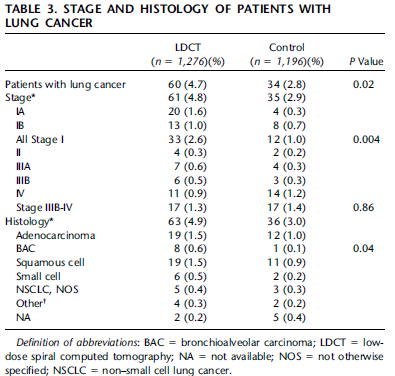 TABLE 3. STAGE AND HISTOLOGY OF PATIENTS WITH
LUNG CANCER
LDCT Control
(n = 1,276)(%) (n = 1,196)(%) P Value
Patients with lung cancer 60 (4.7) 34 (2.8) 0.02
Stage* 61 (4.8) 35 (2.9)
IA 20 (1.6) 4 (0.3)
IB 13 (1.0) 8 (0.7)
All Stage I 33 (2.6) 12 (1.0) 0.004
II 4 (0.3) 2 (0.2)
IIIA 7 (0.6) 4 (0.3)
IIIB 6 (0.5) 3 (0.3)
IV 11 (0.9) 14 (1.2)
Stage IIIB-IV 17 (1.3) 17 (1.4) 0.86
Histology* 63 (4.9) 36 (3.0)
Adenocarcinoma 19 (1.5) 12 (1.0)
BAC 8 (0.6) 1 (0.1) 0.04
Squamous cell 19 (1.5) 11 (0.9)
Small cell 6 (0.5) 2 (0.2)
NSCLC, NOS 5 (0.4) 3 (0.3)
Other† 4 (0.3) 2 (0.2)
NA 2 (0.2) 5 (0.4)
Definition of abbreviations: BAC = bronchioalveolar carcinoma; LDCT = low-
dose spiral computed tomography; NA = not available; NOS = not otherwise
specified; NSCLC = non–small cell lung cancer.